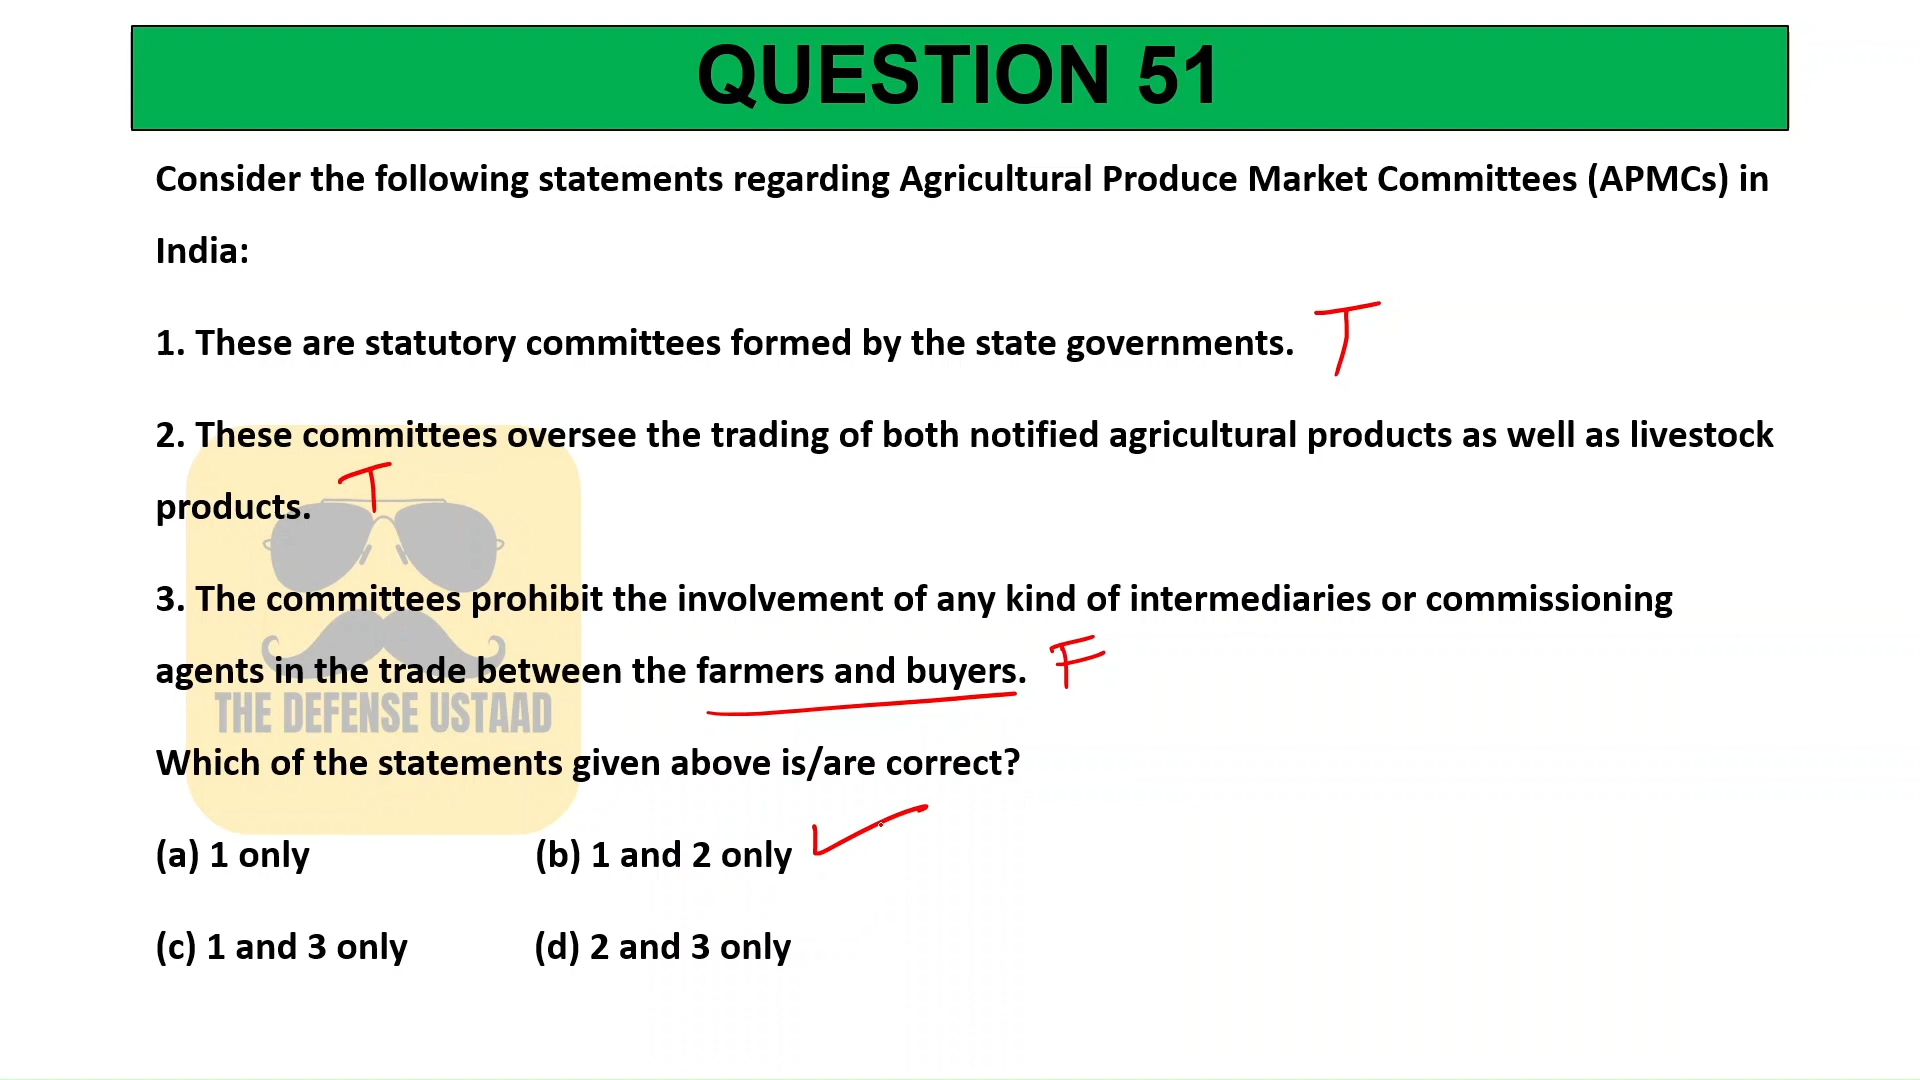 QUESTION 51
Consider the following statements regarding Agricultural Produce Market Committees (APMCs) in
India:
1. These are statutory committees formed by the state governments. T
2. These committees oversee the trading of both notified agricultural products as well as livestock
products. T
3. The committees prohibit the involvement of any kind of intermediaries or commissioning
agents in the trade between the farmers and buyers. F
THE DEFENSE USTAAD
Which of the statements given above is/are correct?
(a) 1 only (b) 1 and 2 only
(c) 1 and 3 only (d) 2 and 3 only